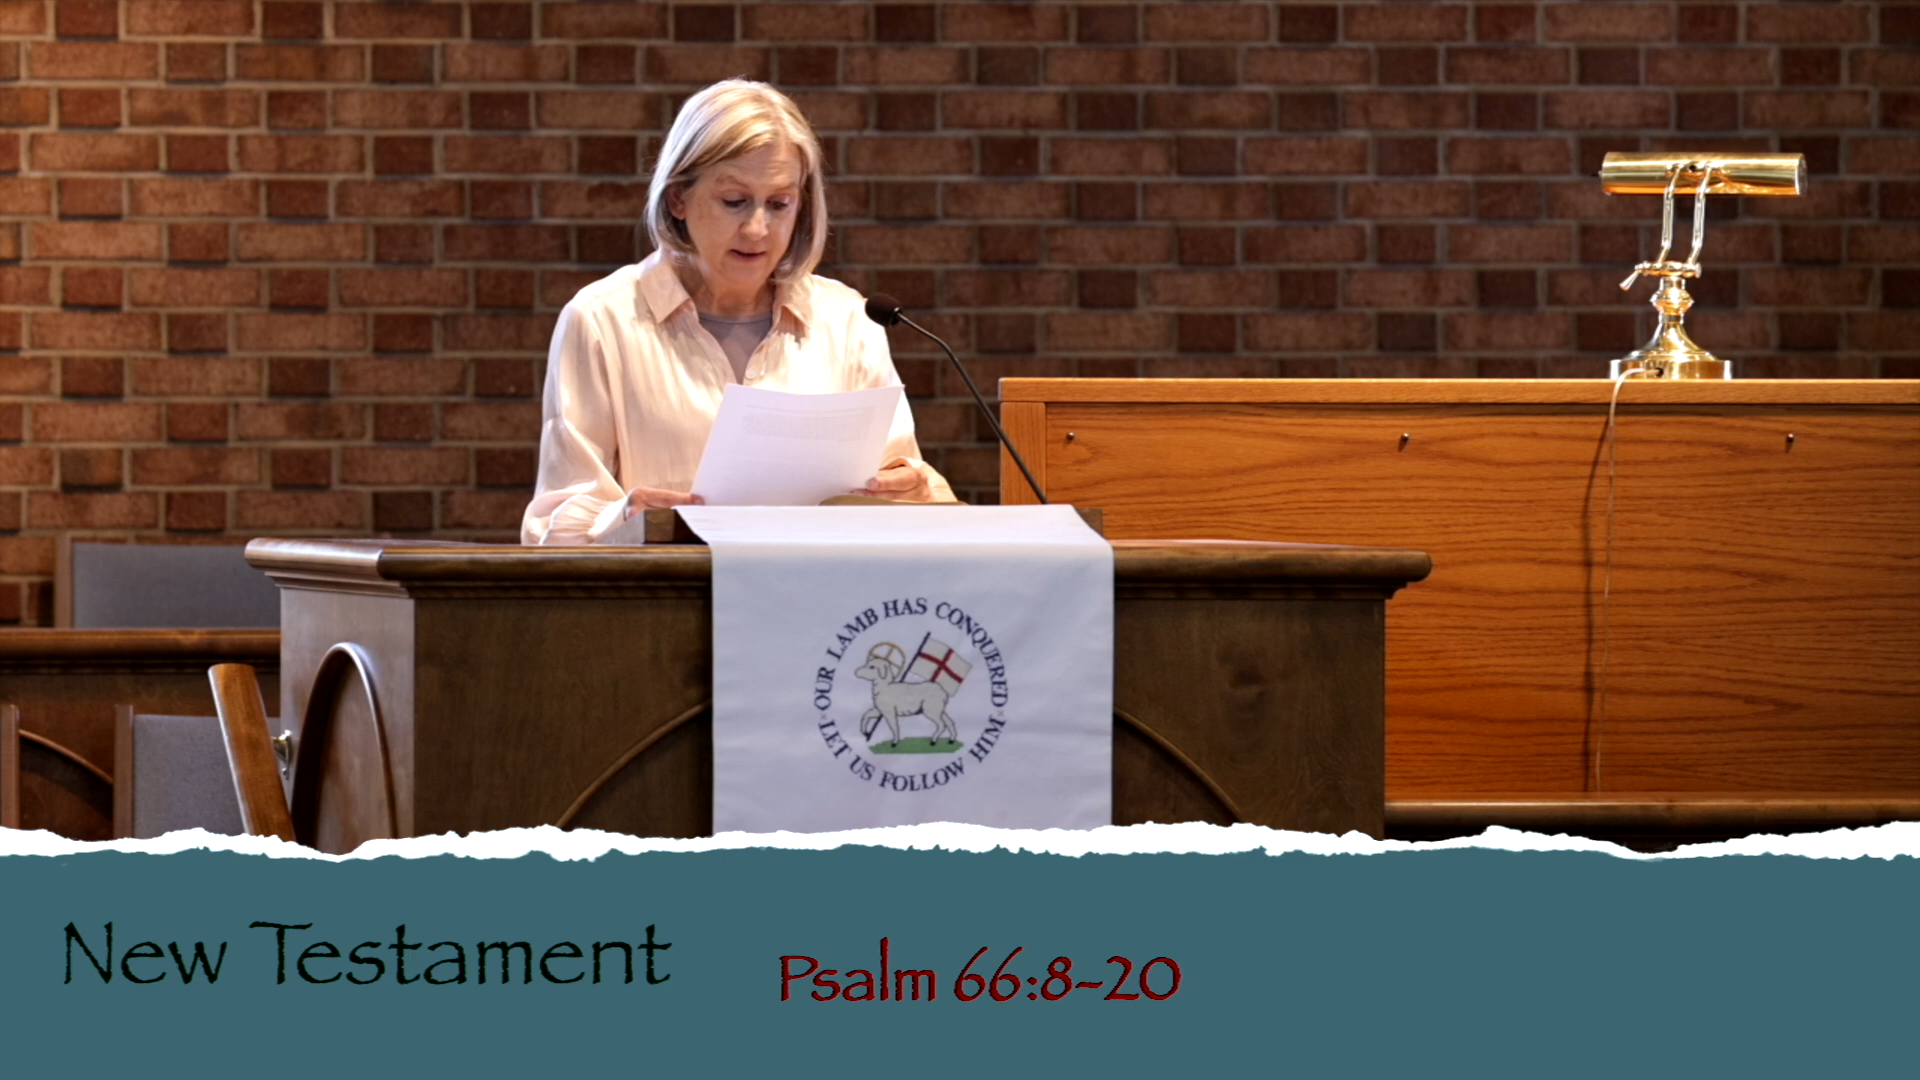 OUR LAMB HAS CONQUERED
LET US FOLLOW HIM
New Testament
Psalm 66:8-20